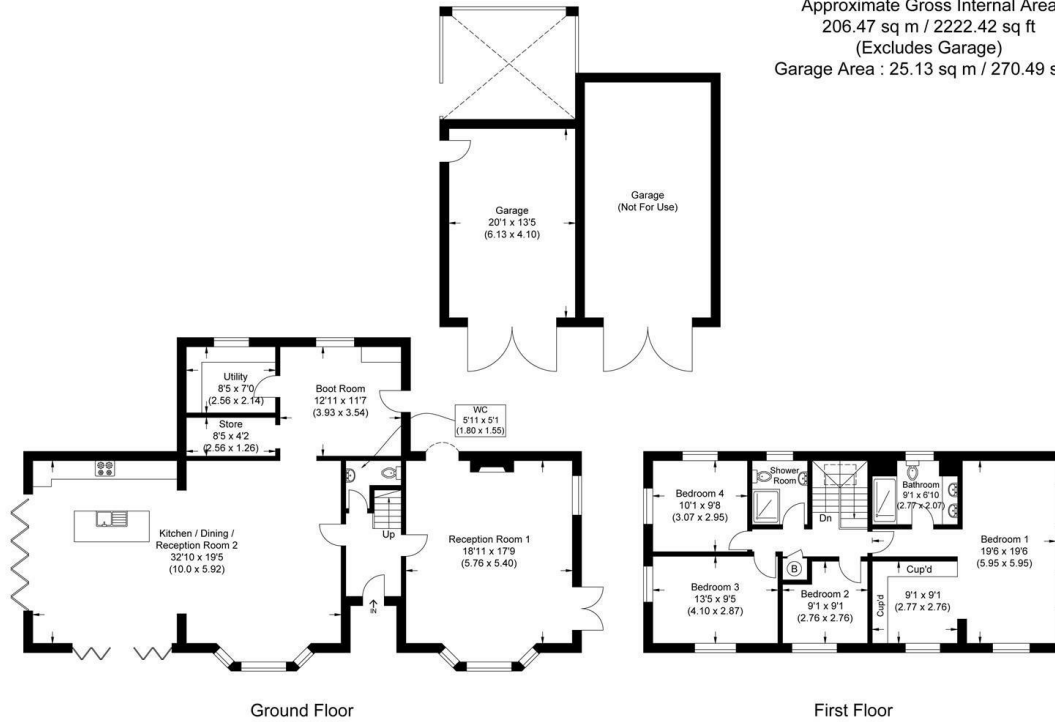 Approximate Gross Internal Area
206.47 sq m / 2222.42 sq ft
(Excludes Garage)
Garage Area : 25.13 sq m / 270.49 s
Garage
20'1 x 13'5
(6.13 x 4.10)
Garage
(Not For Use)
Utility
8'5 x 7'0
(2.56 x 2.14)
Store
8'5 x 4'2
(2.56 x 1.26)
Boot Room
12'11 x 11'7
(3.93 x 3.54)
WC
5'11 x 5'1
(1.80 x 1.55)
Kitchen / Dining /
Reception Room 2
32'10 x 19'5
(10.0 x 5.92)
Up
IN
Reception Room 1
18'11 x 17'9
(5.76 x 5.40)
Bedroom 4
10'1 x 9'8
(3.07 x 2.95)
Shower
Room
Dn
Bathroom
9'1 x 6'10
(2.77 x 2.07)
Bedroom 1
19'6 x 19'6
(5.95 x 5.95)
Bedroom 3
13'5 x 9'5
(4.10 x 2.87)
B
Bedroom 2
9'1 x 9'1
(2.76 x 2.76)
Cup'd
Cup'd
9'1 x 9'1
(2.77 x 2.76)
Ground Floor
First Floor